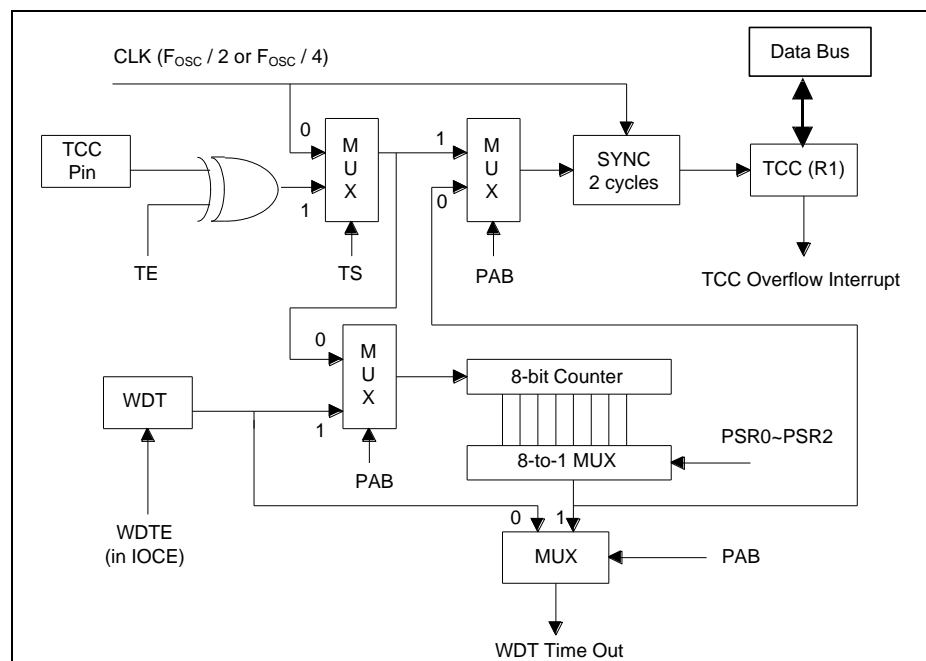 CLK (FOSC / 2 or FOSC / 4)
Data Bus
TCC
Pin
0
1
M
U
X
1
0
M
U
X
SYNC
2 cycles
TCC (R1)
TE
TS
PAB
TCC Overflow Interrupt
0
1
M
U
X
8-bit Counter
WDT
PSR0~PSR2
8-to-1 MUX
PAB
WDTE
(in IOCE)
0
1
MUX
PAB
WDT Time Out